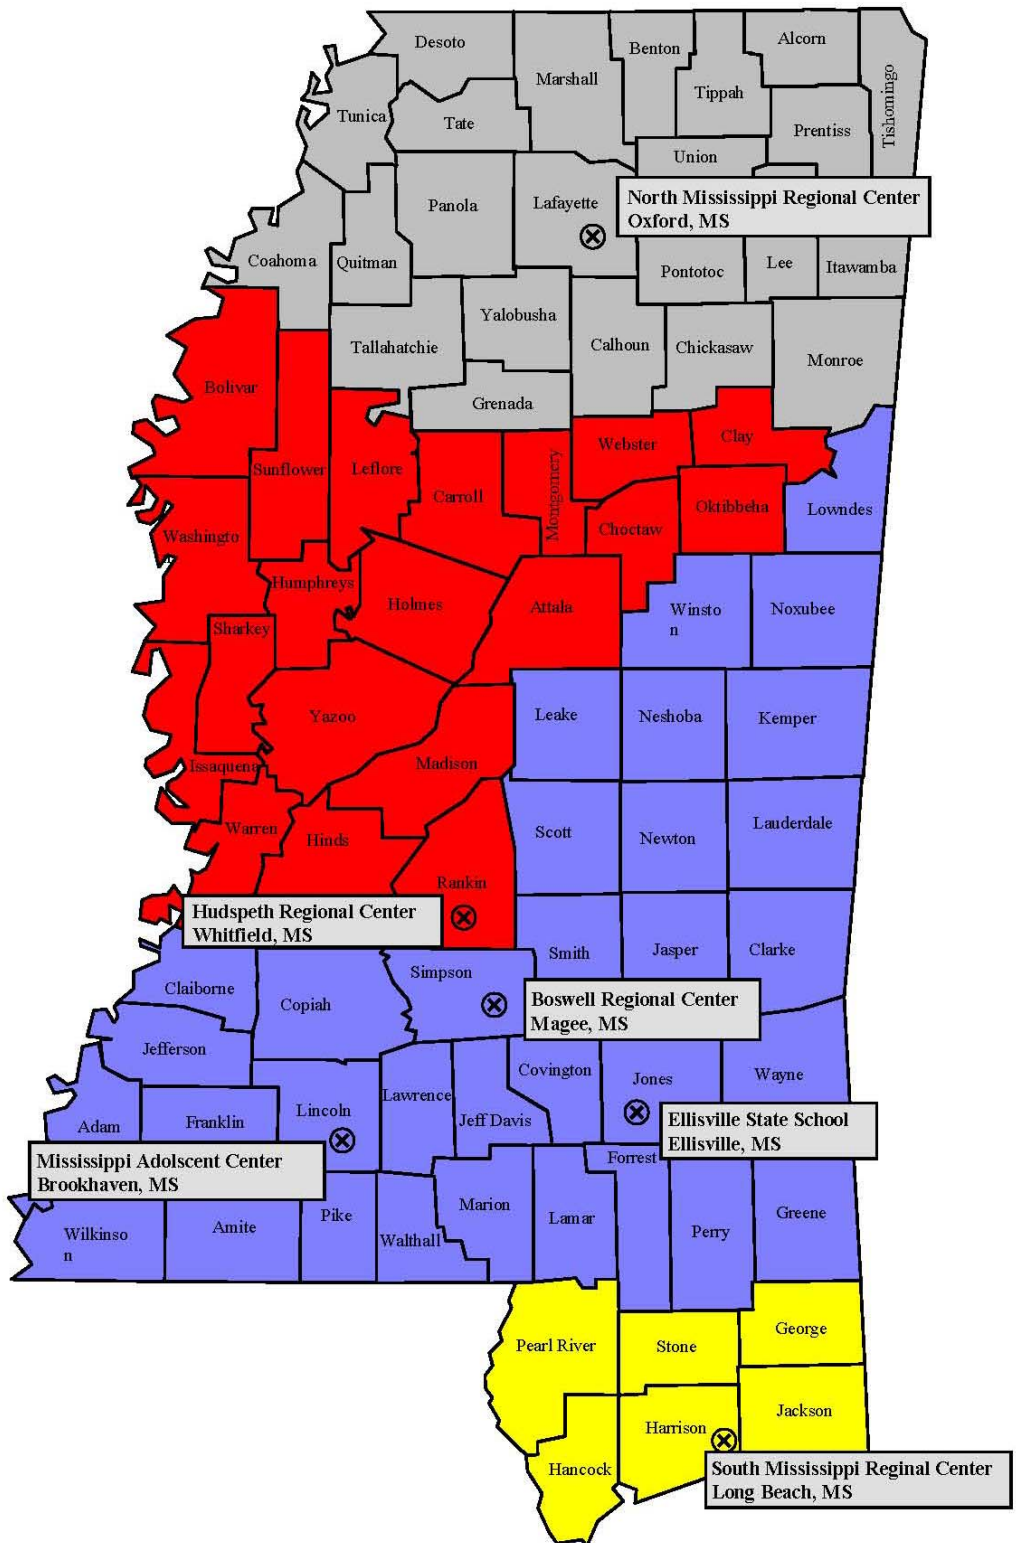 Desoto
Marshall
Benton
Tippah
Alcorn
Tishomingo
Tunica
Tate
Prentiss
Union
Panola
Lafayette
North Mississippi Regional Center
Oxford, MS
Coahoma
Quitman
Pontotoc
Lee
Itawamba
Yalobusha
Tallahatchie
Calhoun
Chickasaw
Monroe
Grenada
Bolivar
Sunflower
Leflore
Carroll
Montgomery
Webster
Clay
Choctaw
Oktibbeha
Lowndes
Washingto
Humphreys
Holmes
Attala
Winsto
n
Noxubee
Sharkey
Yazoo
Leake
Neshoba
Kemper
Issaquena
Madison
Warren
Hinds
Scott
Newton
Lauderdale
Rankin
Hudspeth Regional Center
Whitfield, MS
Smith
Jasper
Clarke
Claiborne
Copiah
Simpson
Boswell Regional Center
Magee, MS
Jefferson
Lawrence
Covington
Jones
Wayne
Adam
Franklin
Lincoln
Jeff Davis
Ellisville State School
Ellisville, MS
Mississippi Adolscent Center
Brookhaven, MS
Forrest
Wilkinso
n
Amite
Pike
Walthall
Marion
Lamar
Perry
Greene
Pearl River
Stone
George
Hancock
Harrison
Jackson
South Mississippi Reginal Center
Long Beach, MS